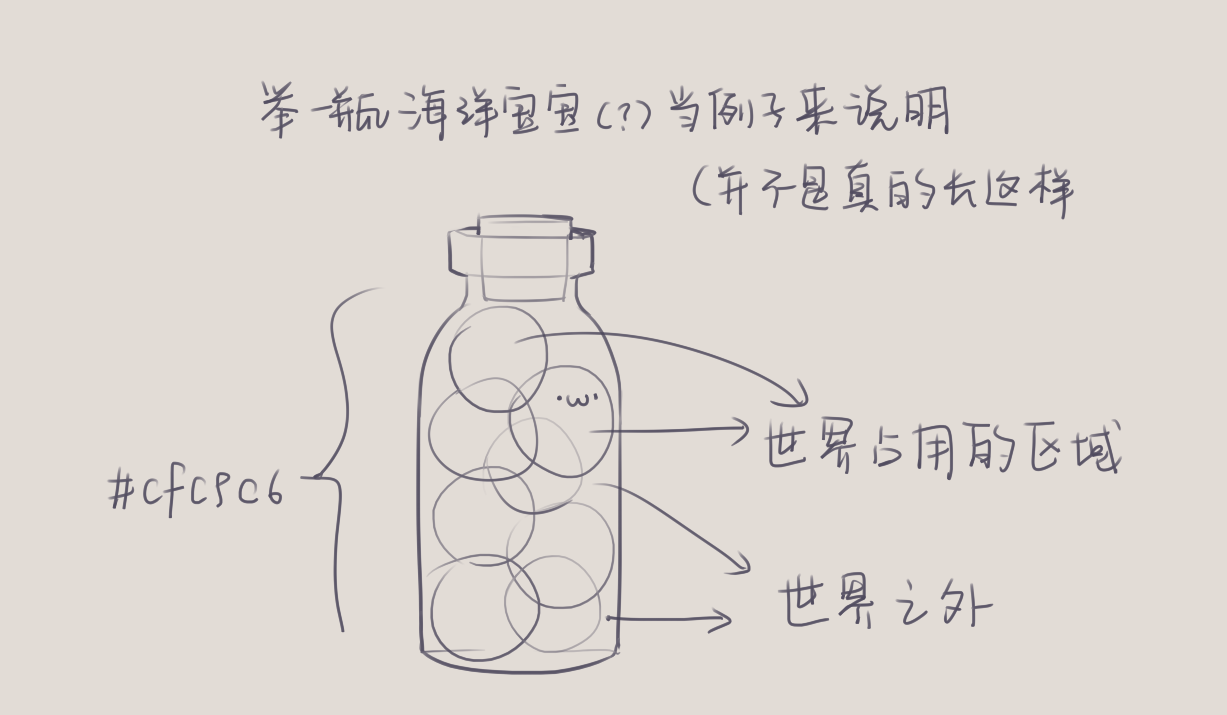 举一瓶海洋宝宝(?)当例子来说明
(并不是真的长这样
·ω·
世界占用的区域
#cfc9c6
世界之外